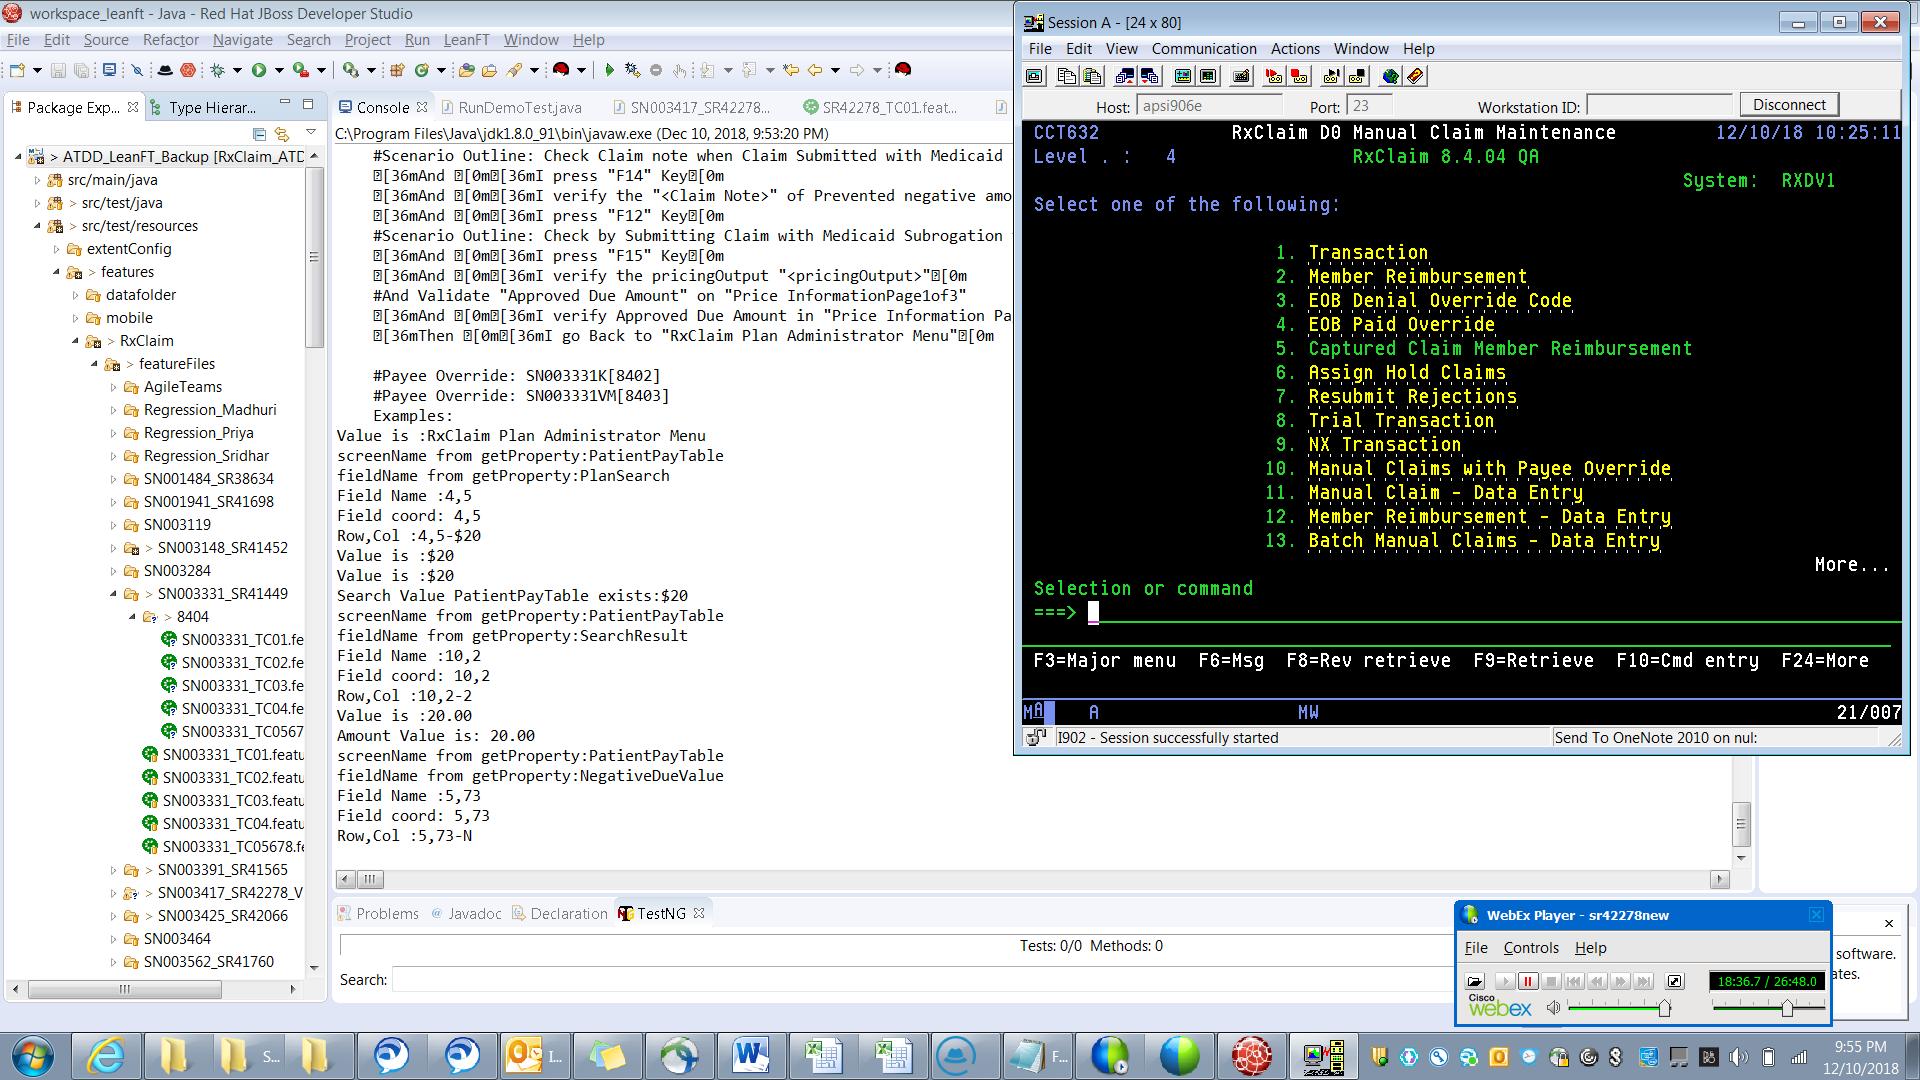 workspace_leanft - Java - Red Hat JBoss Developer Studio
File Edit Source Refactor Navigate Search Project Run LeanFT Window Help
Package Exp...
Type Hierar...
> ATDD_LeanFT_Backup [RxClaim_ATD
src/main/java
> src/test/java
> src/test/resources
extentConfig
> features
datafolder
mobile
> RxClaim
> featureFiles
AgileTeams
Regression_Madhuri
Regression_Priya
Regression_Sridhar
SN001484_SR38634
SN001941_SR41698
SN003119
> SN003148_SR41452
SN003284
> SN003331_SR41449
> 8404
SN003331_TC01.fe
SN003331_TC02.fe
SN003331_TC03.fe
SN003331_TC04.fe
SN003331_TC0567
SN003331_TC01.featu
SN003331_TC02.featu
SN003331_TC03.featu
SN003331_TC04.featu
SN003331_TC05678.fe
> SN003391_SR41565
> SN003417_SR42278_V
> SN003425_SR42066
SN003464
SN003562_SR41760
Console
RunDemoTest.java
SN003417_SR42278...
SR42278_TC01.feat...
C:\Program Files\Java\jdk1.8.0_91\bin\javaw.exe (Dec 10, 2018, 9:53:20 PM)
#Scenario Outline: Check Claim note when Claim Submitted with Medicaid
[36mAnd [0m[36mI press "F14" Key[0m
[36mAnd [0m[36mI verify the "<Claim Note>" of Prevented negative amo
[36mAnd [0m[36mI press "F12" Key[0m
#Scenario Outline: Check by Submitting Claim with Medicaid Subrogation
[36mAnd [0m[36mI press "F15" Key[0m
[36mAnd [0m[36mI verify the pricingOutput "<pricingOutput>"[0m
#And Validate "Approved Due Amount" on "Price InformationPage1of3"
[36mAnd [0m[36mI verify Approved Due Amount in "Price Information Pa
[36mThen [0m[36mI go Back to "RxClaim Plan Administrator Menu"[0m
#Payee Override: SN003331K[8402]
#Payee Override: SN003331VM[8403]
Examples:
Value is :RxClaim Plan Administrator Menu
screenName from getProperty:PatientPayTable
fieldName from getProperty:PlanSearch
Field Name :4,5
Field coord: 4,5
Row,Col :4,5-$20
Value is :$20
Value is :$20
Search Value PatientPayTable exists:$20
screenName from getProperty:PatientPayTable
fieldName from getProperty:SearchResult
Field Name :10,2
Field coord: 10,2
Row,Col :10,2-2
Value is :20.00
Amount Value is: 20.00
screenName from getProperty:PatientPayTable
fieldName from getProperty:NegativeDueValue
Field Name :5,73
Field coord: 5,73
Row,Col :5,73-N
Problems @ Javadoc Declaration TestNG
Tests: 0/0 Methods: 0
Search:
Session A - [24 x 80]
File Edit View Communication Actions Window Help
Host: apsi906e Port: 23 Workstation ID: Disconnect
CCT632 RxClaim D0 Manual Claim Maintenance 12/10/18 10:25:11
Level . : 4 RxClaim 8.4.04 QA
System: RXDV1
Select one of the following:
1. Transaction
2. Member Reimbursement
3. EOB Denial Override Code
4. EOB Paid Override
5. Captured Claim Member Reimbursement
6. Assign Hold Claims
7. Resubmit Rejections
8. Trial Transaction
9. NX Transaction
10. Manual Claims with Payee Override
11. Manual Claim - Data Entry
12. Member Reimbursement - Data Entry
13. Batch Manual Claims - Data Entry
More...
Selection or command
===>
F3=Major menu F6=Msg F8=Rev retrieve F9=Retrieve F10=Cmd entry F24=More
MA A MW 21/007
I902 - Session successfully started
Send To OneNote 2010 on nul:
WebEx Player - sr42278new
File Controls Help
18:36.7 / 26:48.0
Cisco webex
software.
ates.
S...
I...
F...
9:55 PM
12/10/2018